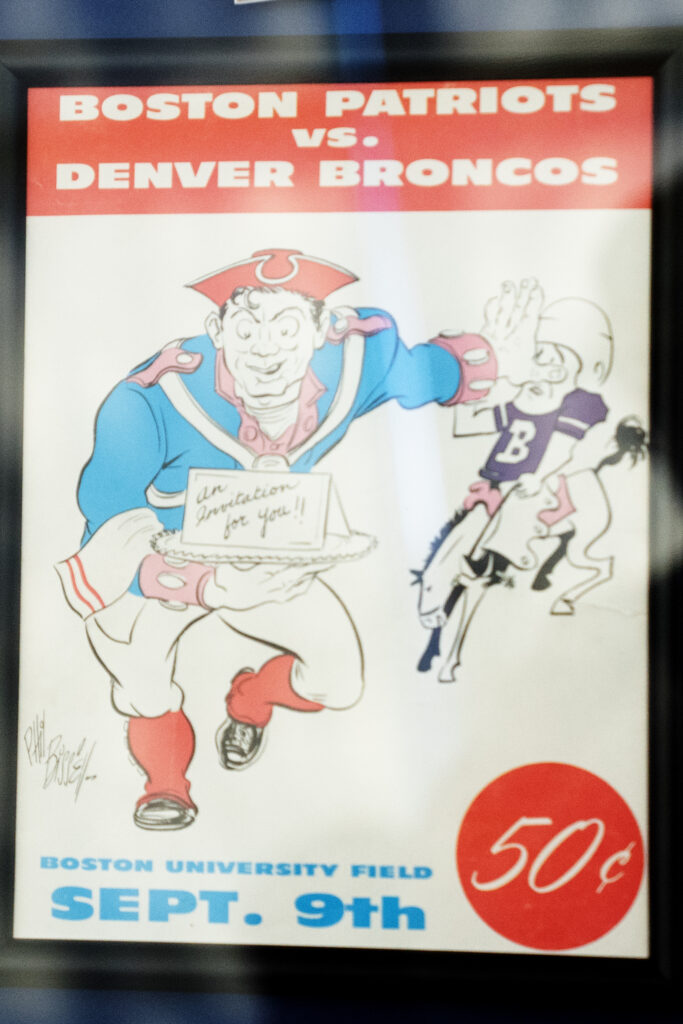 BOSTON PATRIOTS
VS.
DENVER BRONCOS
An
Invitation
for you!!
B
Phil
Bissell
BOSTON UNIVERSITY FIELD
SEPT. 9th
50¢